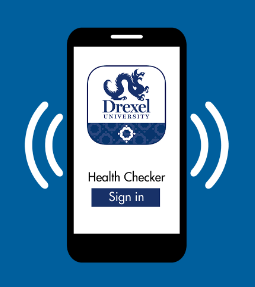 Drexel
UNIVERSITY
Health Checker
Sign in